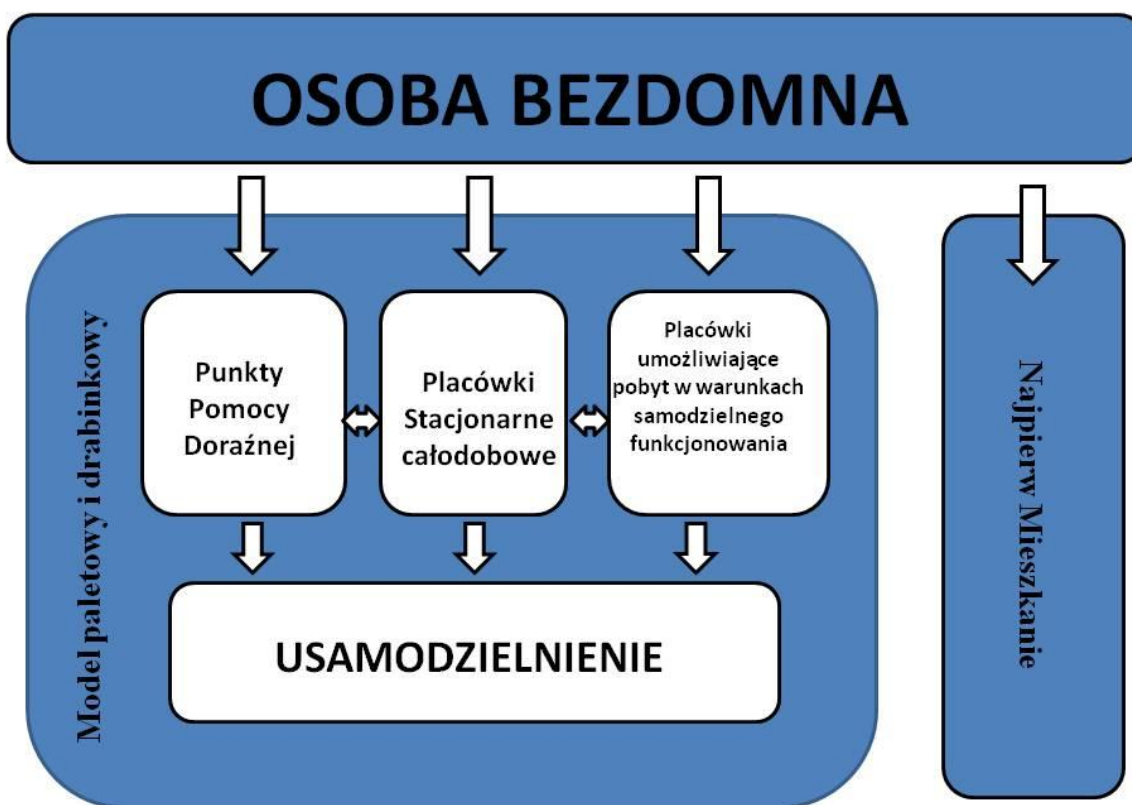 OSOBA BEZDOMNA
Model paletowy i drabinkowy
Punkty
Pomocy
Doraźnej
Placówki
Stacjonarne
całodobowe
Placówki
umożliwiające
pobyt w warunkach
samodzielnego
funkcjonowania
USAMODZIELNIENIE
Najpierw Mieszkanie